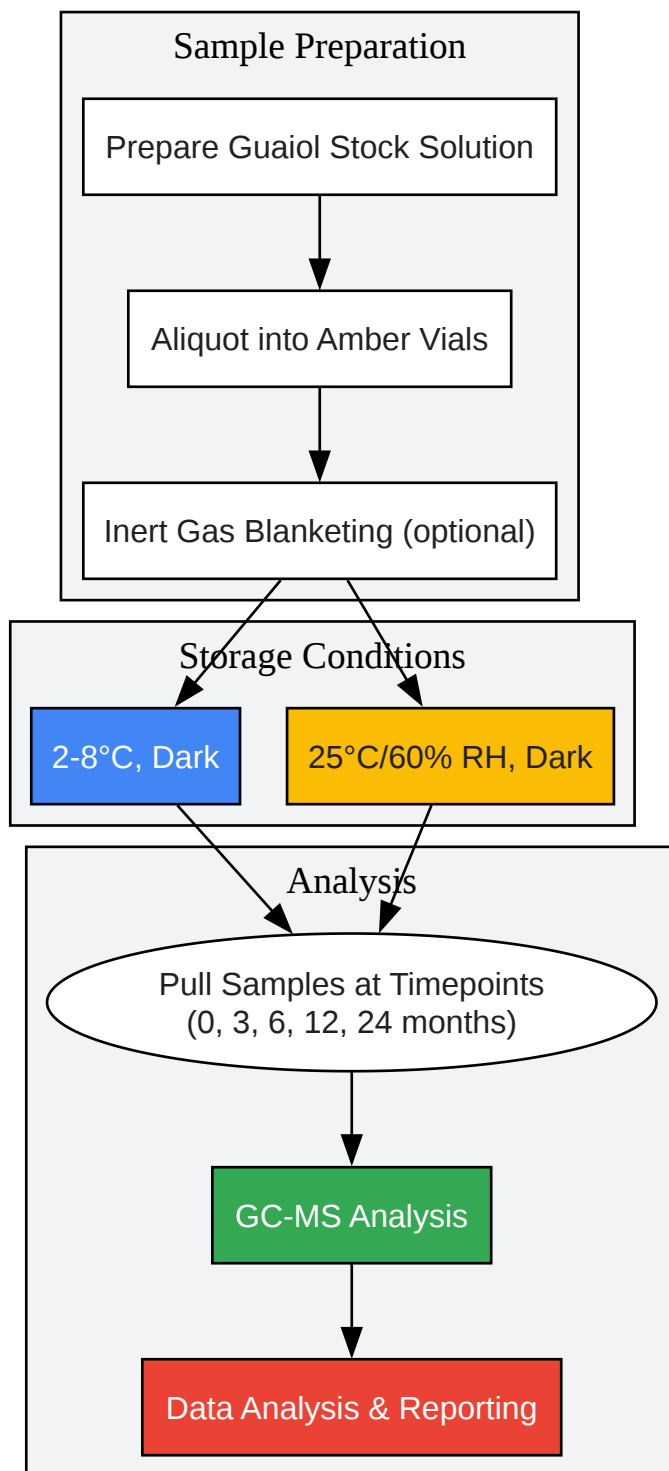 Sample Preparation
Prepare Guaiol Stock Solution
Aliquot into Amber Vials
Inert Gas Blanketing (optional)
Storage Conditions
2-8°C, Dark
25°C/60% RH, Dark
Analysis
Pull Samples at Timepoints
(0, 3, 6, 12, 24 months)
GC-MS Analysis
Data Analysis & Reporting